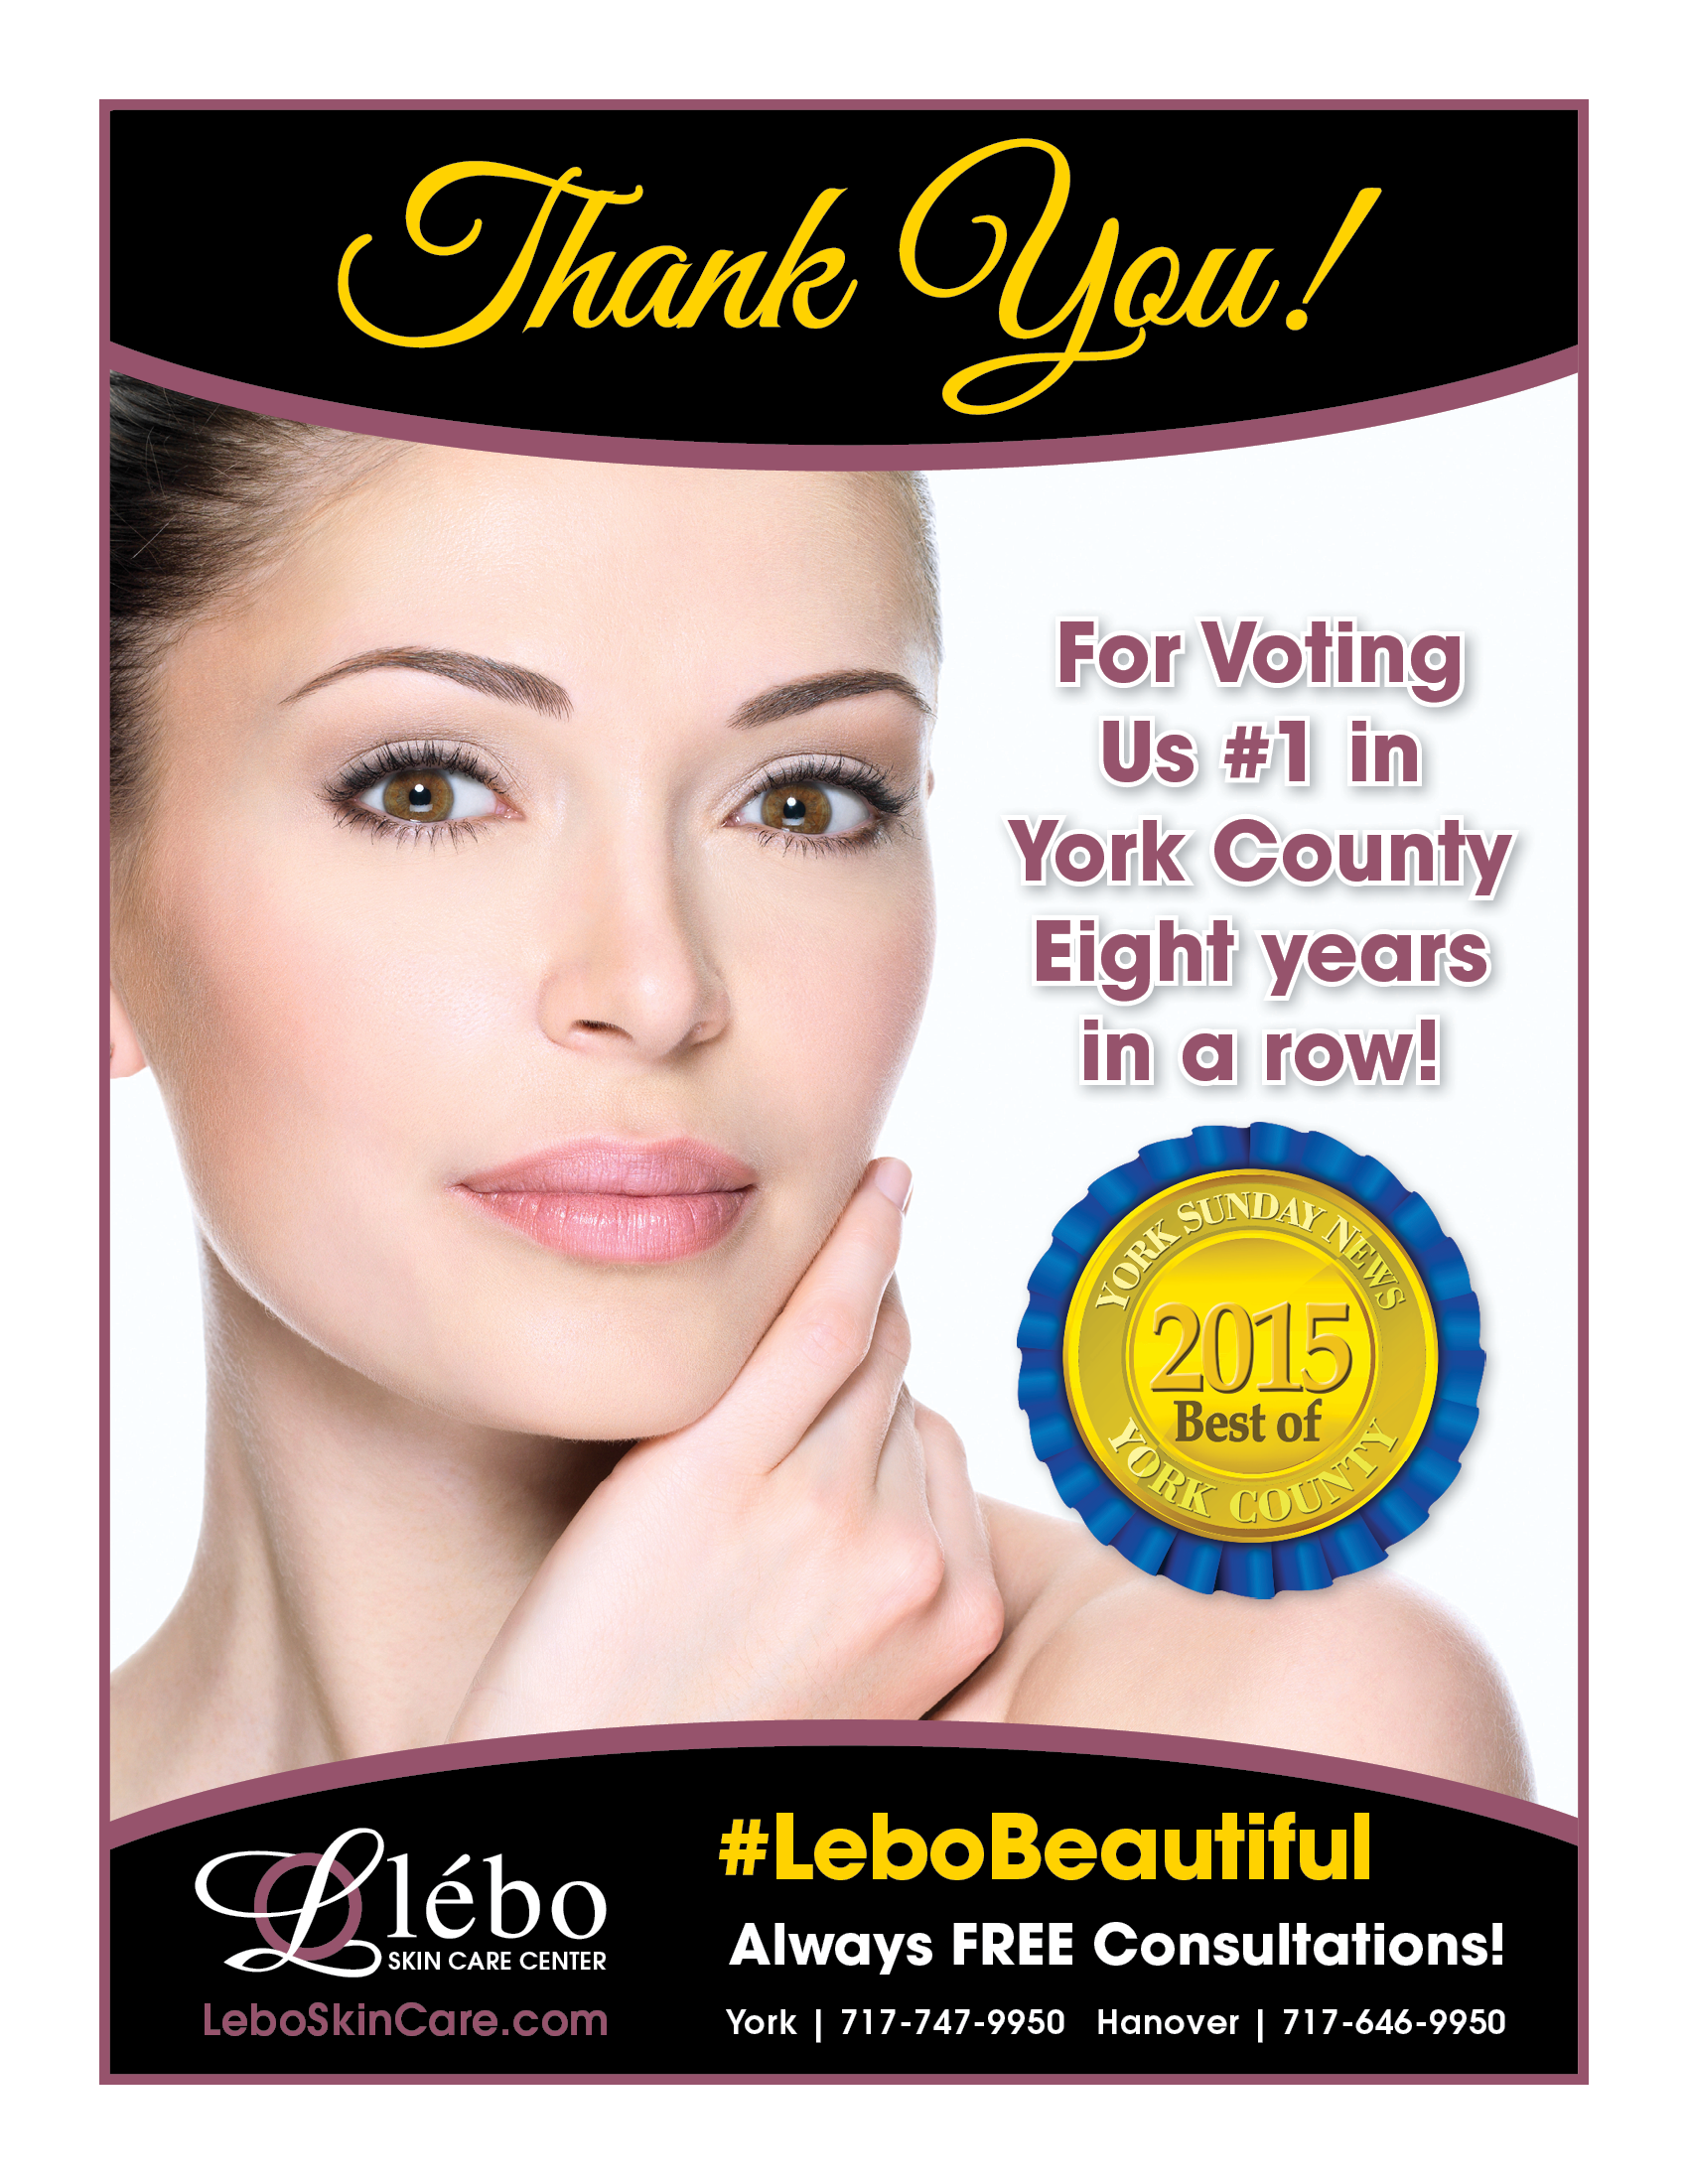 Thank You!
For Voting
Us #1 in
York County
Eight years
in a row!
YORK SUNDAY NEWS
2015
Best of
YORK COUNTY
#LeboBeautiful
Always FREE Consultations!
York | 717-747-9950 Hanover | 717-646-9950
L lébo
SKIN CARE CENTER
LeboSkinCare.com